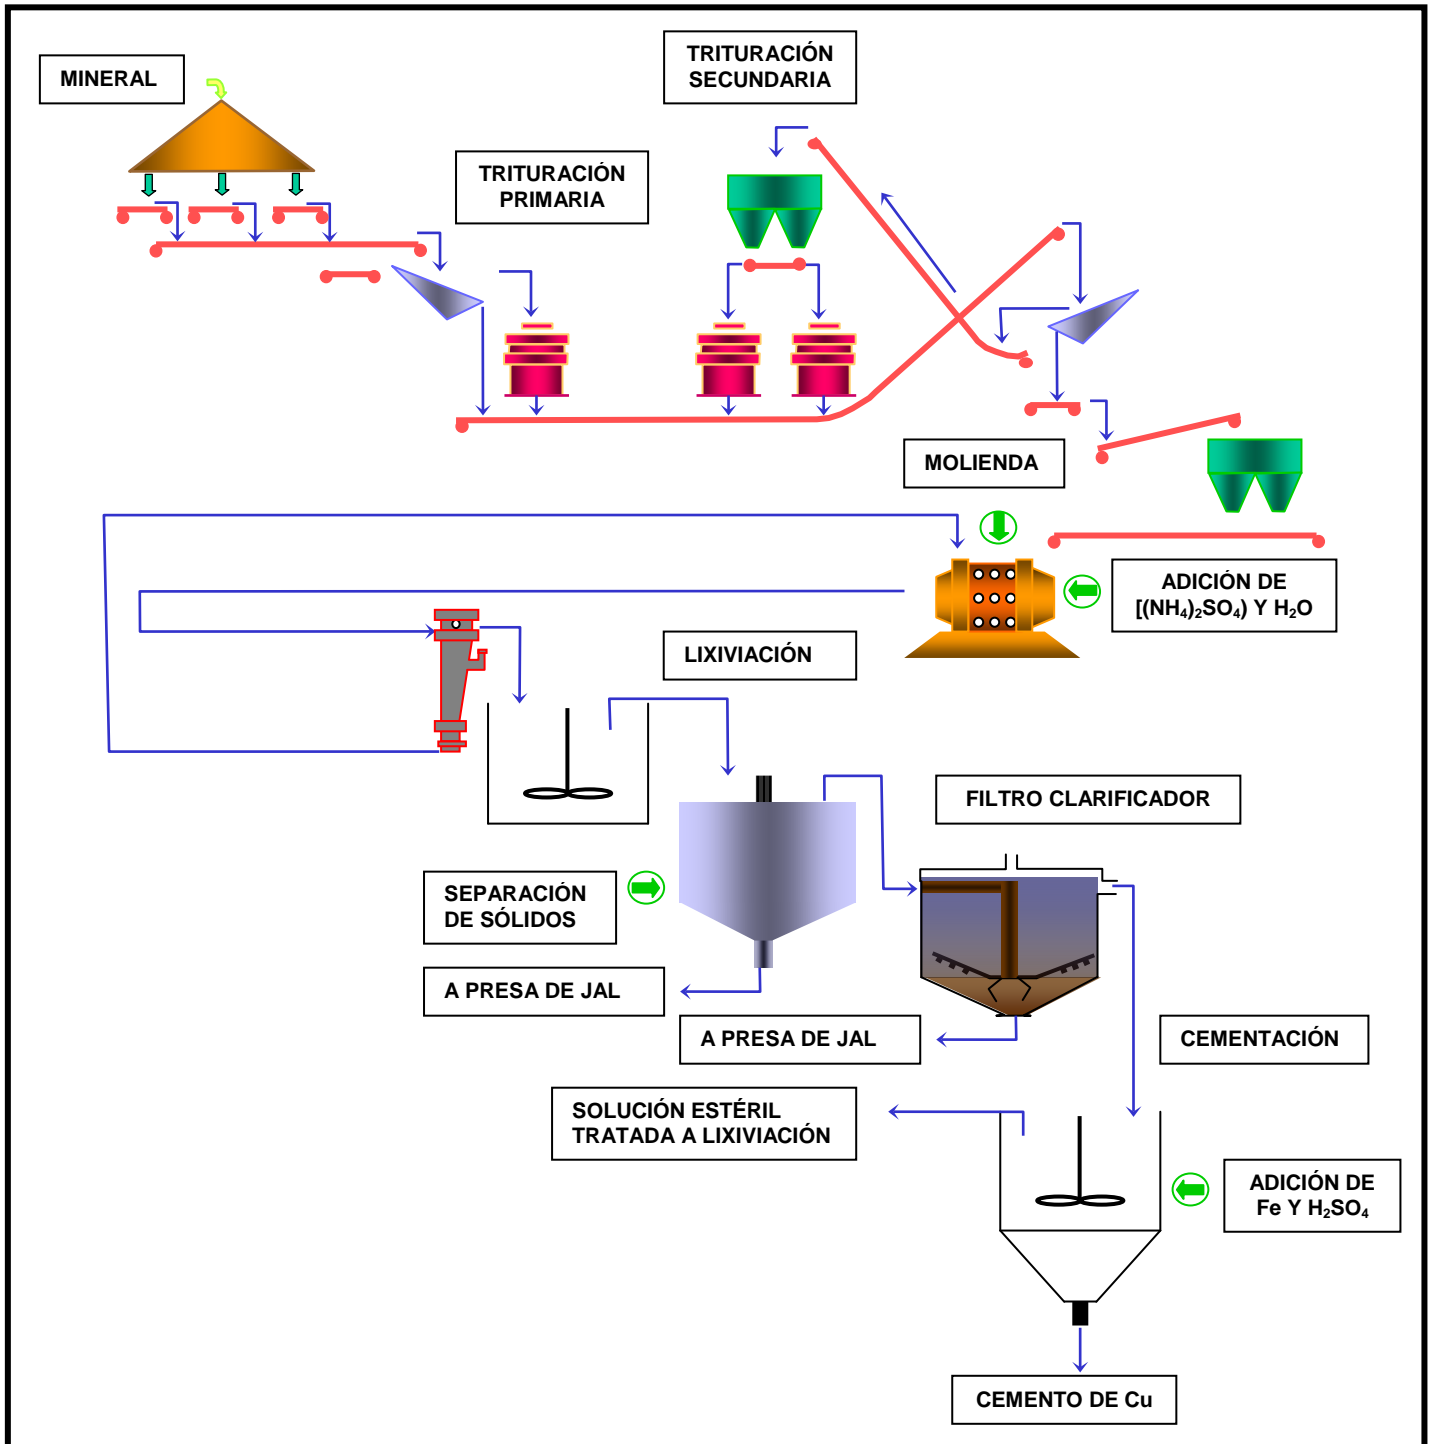 MINERAL
TRITURACIÓN
SECUNDARIA
TRITURACIÓN
PRIMARIA
MOLIENDA
ADICIÓN DE
[(NH₄)₂SO₄) Y H₂O
LIXIVIACIÓN
FILTRO CLARIFICADOR
SEPARACIÓN
DE SÓLIDOS
A PRESA DE JAL
A PRESA DE JAL
CEMENTACIÓN
SOLUCIÓN ESTÉRIL
TRATADA A LIXIVIACIÓN
ADICIÓN DE
Fe Y H₂SO₄
CEMENTO DE Cu